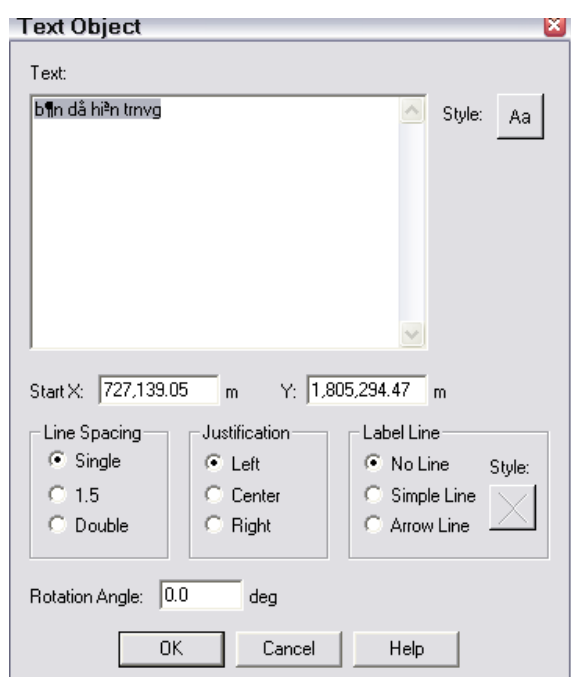 Text Object
Text:
b¶n då hiªn trnvg
Style: Aa
Start X: 727,139.05 m Y: 1,805,294.47 m
Line Spacing Justification Label Line
Single Left No Line Style:
1.5 Center Simple Line
Double Right Arrow Line
Rotation Angle: 0.0 deg
OK Cancel Help